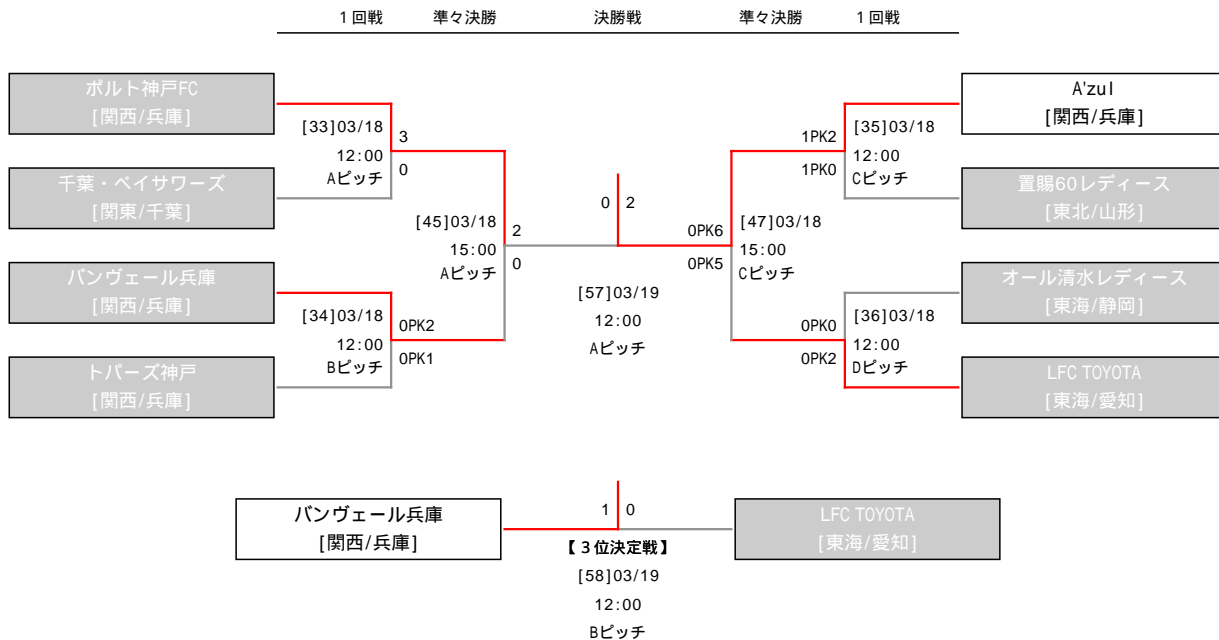 １回戦 準々決勝 決勝戦 準々決勝 １回戦
ポルト神戸FC
[関西/兵庫]
[33]03/18
12:00
Aピッチ
3
0
千葉・ベイサワーズ
[関東/千葉]
[45]03/18
15:00
Aピッチ
2
0
バンヴェール兵庫
[関西/兵庫]
[34]03/18
12:00
Bピッチ
0PK2
0PK1
トパーズ神戸
[関西/兵庫]
0 2
[57]03/19
12:00
Aピッチ
A'zul
[関西/兵庫]
1PK2
1PK0
[35]03/18
12:00
Cピッチ
置賜60レディース
[東北/山形]
0PK6
0PK5
[47]03/18
15:00
Cピッチ
オール清水レディース
[東海/静岡]
0PK0
0PK2
[36]03/18
12:00
Dピッチ
LFC TOYOTA
[東海/愛知]
バンヴェール兵庫
[関西/兵庫]
1 0
【３位決定戦】
[58]03/19
12:00
Bピッチ
LFC TOYOTA
[東海/愛知]